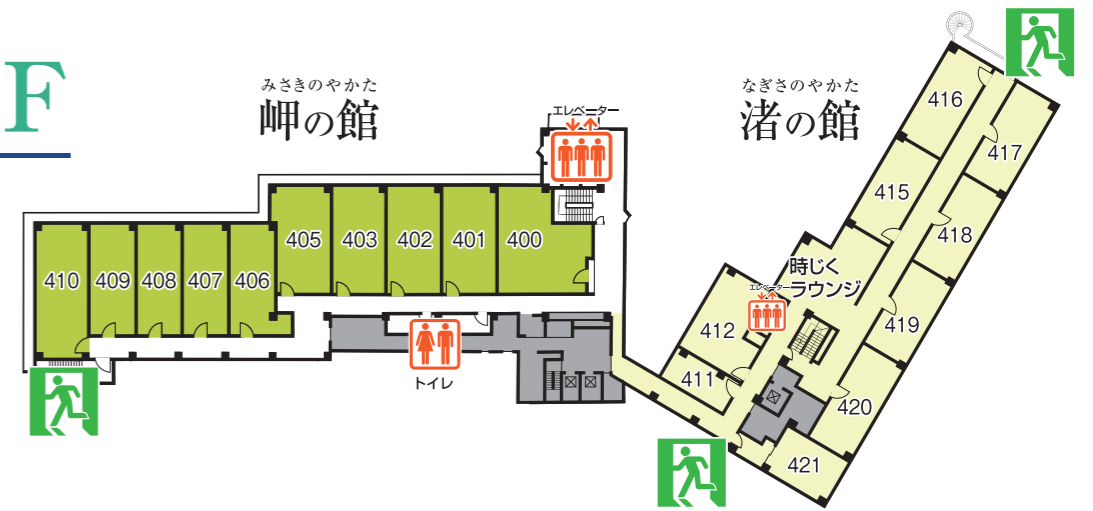 F
みさきのやかた
岬の館
なぎさのやかた
渚の館
エレベーター
416
417
415
418
405
403
402
401
400
410
409
408
407
406
時じく
ラウンジ
エレベーター
419
412
411
420
421
トイレ